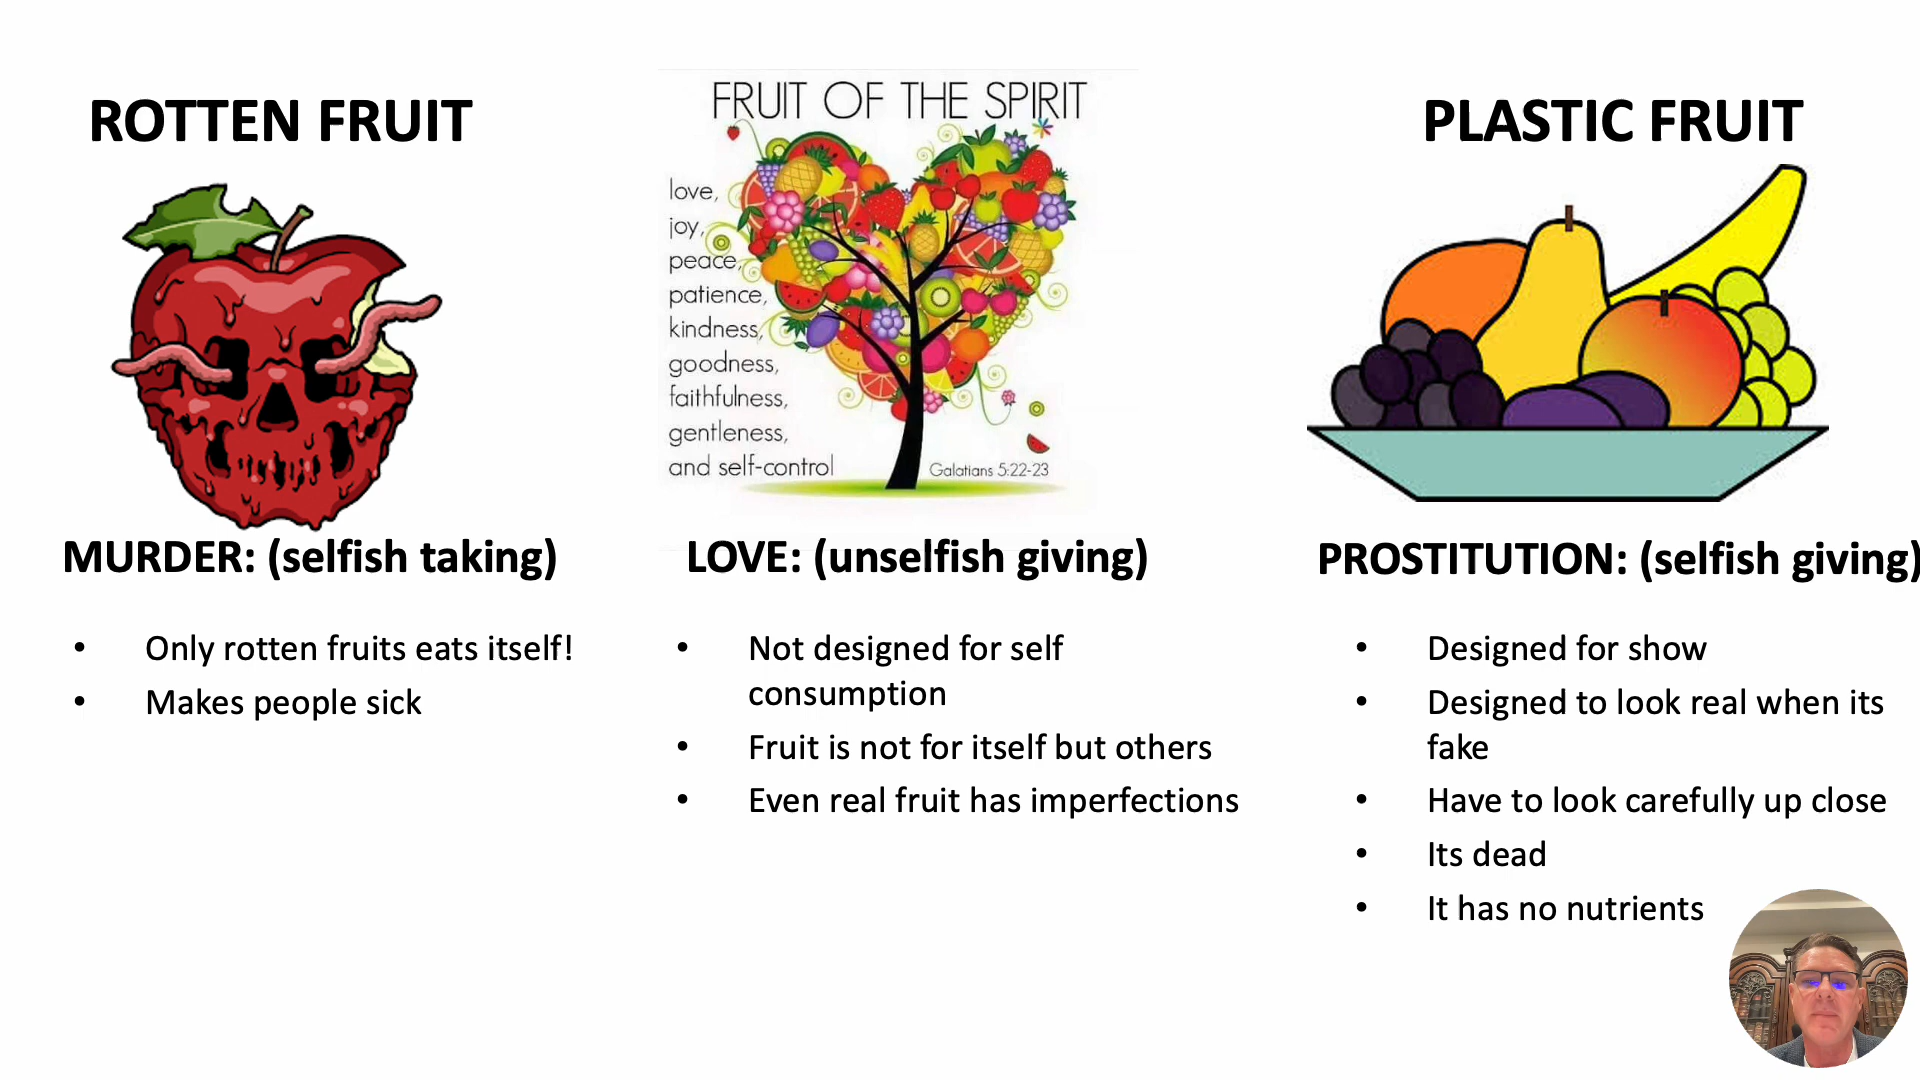 ROTTEN FRUIT
MURDER: (selfish taking)
• Only rotten fruits eats itself!
• Makes people sick
FRUIT OF THE SPIRIT
love,
joy,
peace,
patience,
kindness,
goodness,
faithfulness,
gentleness,
and self-control
Galatians 5:22-23
LOVE: (unselfish giving)
• Not designed for self
consumption
• Fruit is not for itself but others
• Even real fruit has imperfections
PLASTIC FRUIT
PROSTITUTION: (selfish giving)
• Designed for show
• Designed to look real when its
fake
• Have to look carefully up close
• Its dead
• It has no nutrients